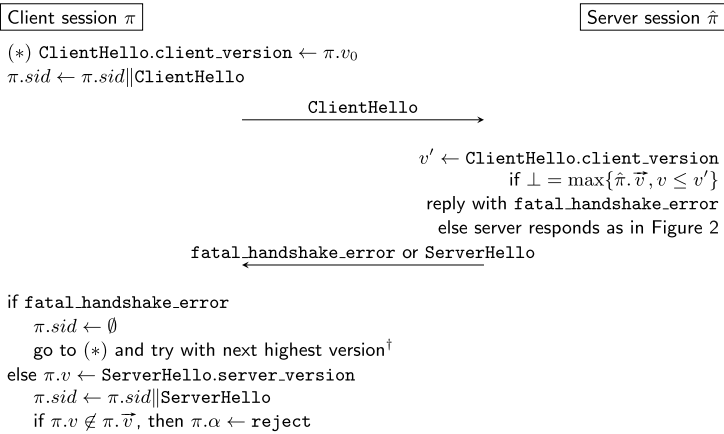 Client session π
Server session π̂
(∗) ClientHello.client_version ← π.v₀
π.sid ← π.sid∥ClientHello
ClientHello
v′ ← ClientHello.client_version
if ⊥ = max{π̂.v⃗, v ≤ v′}
reply with fatal_handshake_error
else server responds as in Figure 2
fatal_handshake_error or ServerHello
if fatal_handshake_error
π.sid ← ∅
go to (∗) and try with next highest version†
else π.v ← ServerHello.server_version
π.sid ← π.sid∥ServerHello
if π.v ∉ π.v⃗, then π.α ← reject